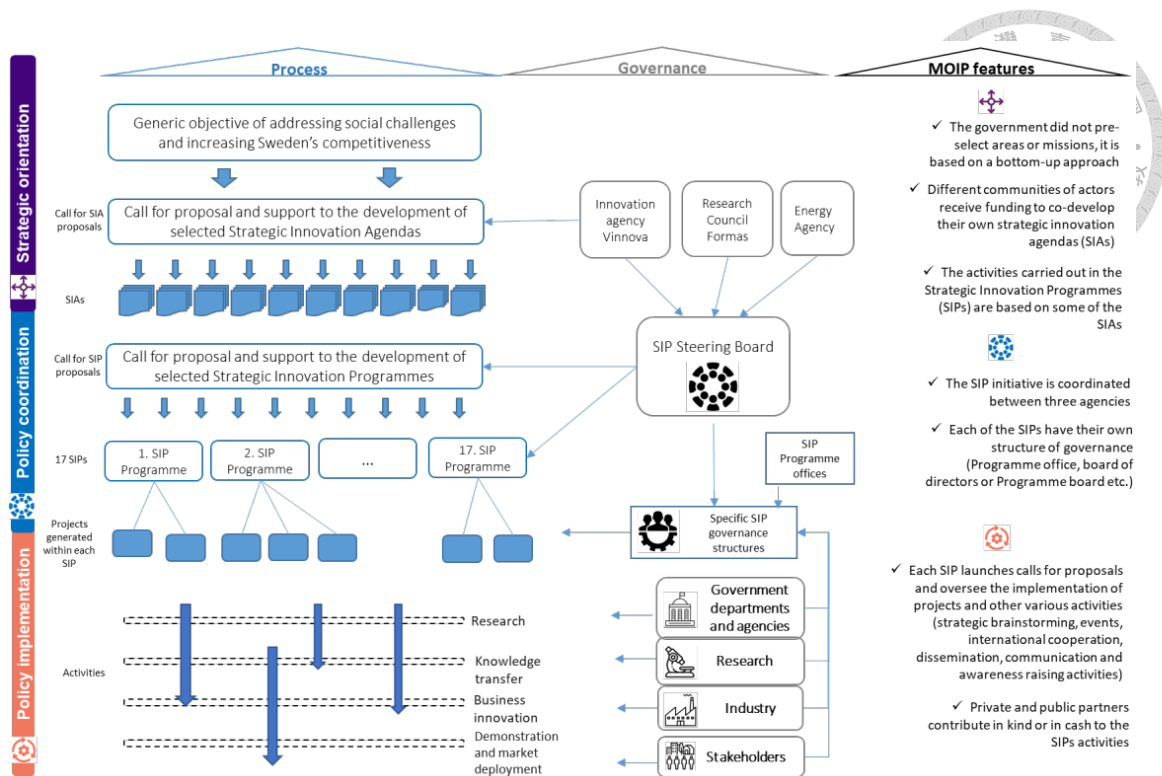 Process
Governance
MOIP features
Strategic orientation
Policy coordination
Policy implementation
Generic objective of addressing social challenges
and increasing Sweden's competitiveness
Call for SIA
proposals
Call for proposal and support to the development of
selected Strategic Innovation Agendas
SIAs
Call for SIP
proposals
Call for proposal and support to the development of
selected Strategic Innovation Programmes
17 SIPs
1. SIP
Programme
2. SIP
Programme
...
17. SIP
Programme
Projects
generated
within each
SIP
Activities
Research
Knowledge
transfer
Business
innovation
Demonstration
and market
deployment
Innovation
agency
Vinnova
Research
Council
Formas
Energy
Agency
SIP Steering Board
SIP
Programme
offices
Specific SIP
governance
structures
Government
departments
and agencies
Research
Industry
Stakeholders
✓ The government did not pre-
select areas or missions, it is
based on a bottom-up approach
✓ Different communities of actors
receive funding to co-develop
their own strategic innovation
agendas (SIAs)
✓ The activities carried out in the
Strategic Innovation Programmes
(SIPs) are based on some of the
SIAs
✓ The SIP initiative is coordinated
between three agencies
✓ Each of the SIPs have their own
structure of governance
(Programme office, board of
directors or Programme board etc.)
✓ Each SIP launches calls for proposals
and oversee the implementation of
projects and other various activities
(strategic brainstorming, events,
international cooperation,
dissemination, communication and
awareness raising activities)
✓ Private and public partners
contribute in kind or in cash to the
SIPs activities